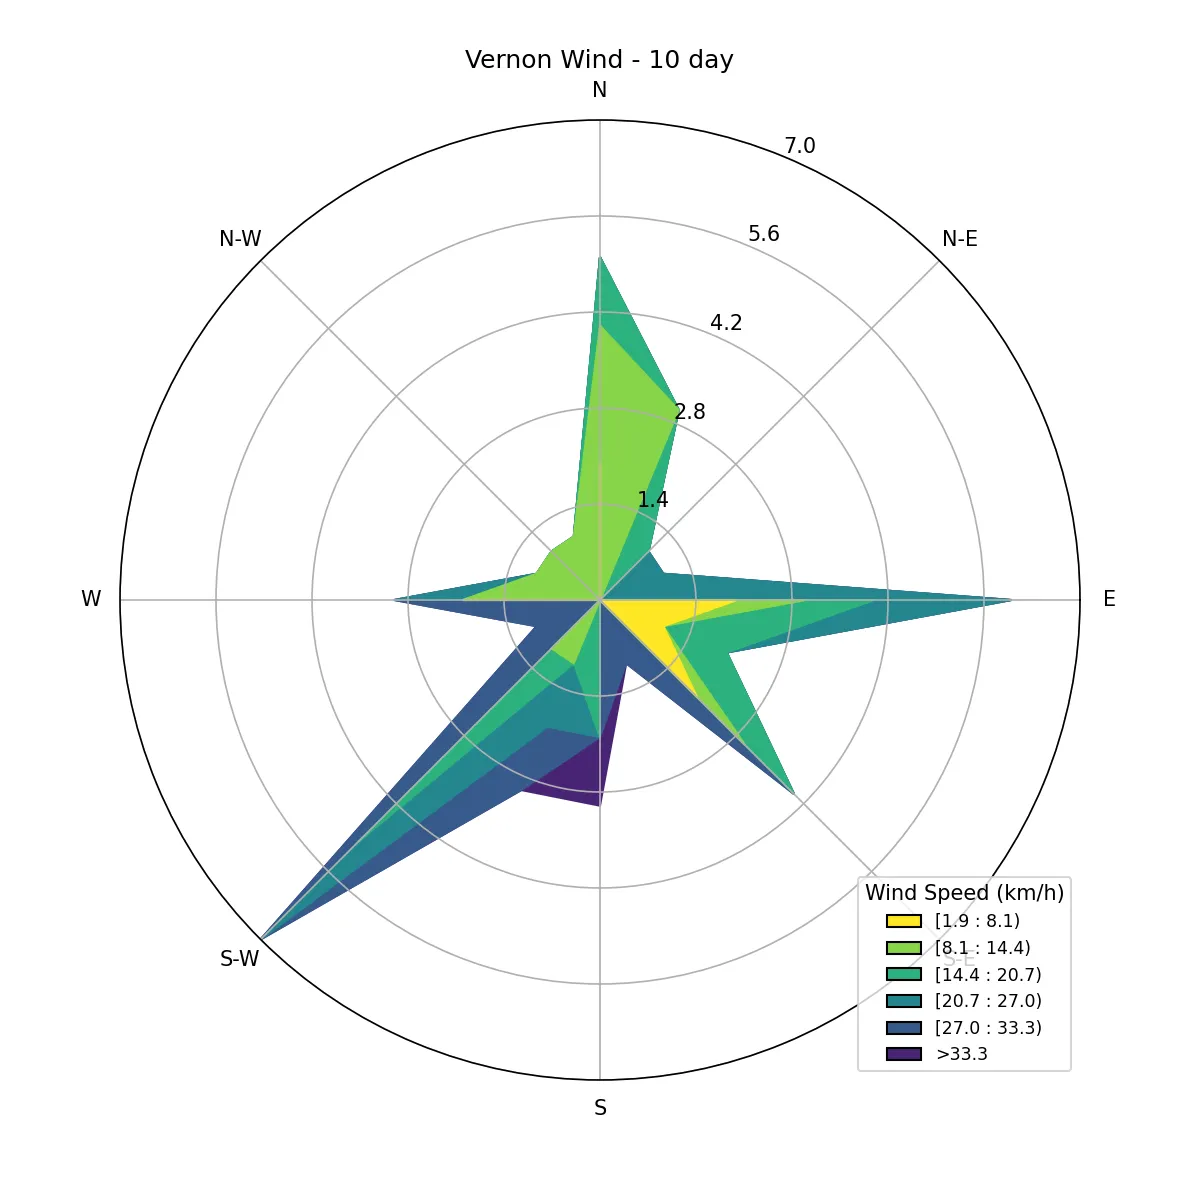 Vernon Wind - 10 day
N
7.0
5.6
N-W
N-E
4.2
2.8
1.4
W
E
S-W
S-E
Wind Speed (km/h)
[1.9 : 8.1)
[8.1 : 14.4)
[14.4 : 20.7)
[20.7 : 27.0)
[27.0 : 33.3)
>33.3
S